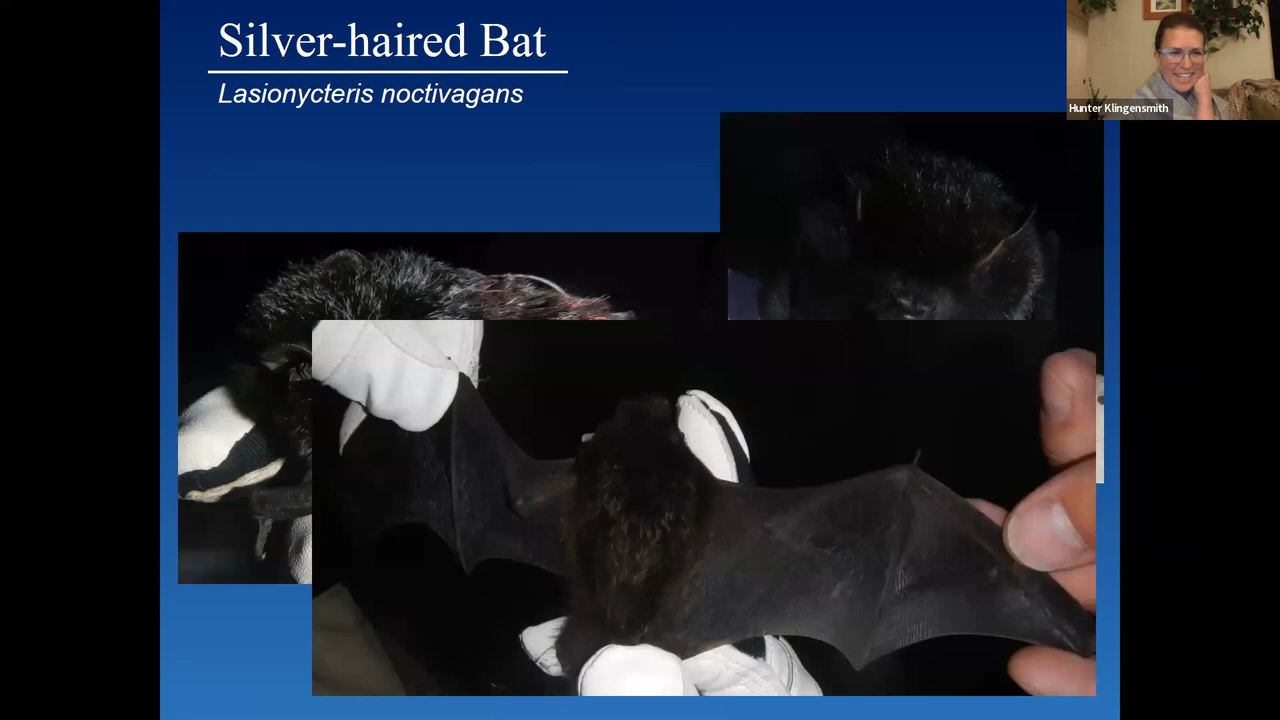 Silver-haired Bat
Lasionycteris noctivagans
Hunter Klingensmith